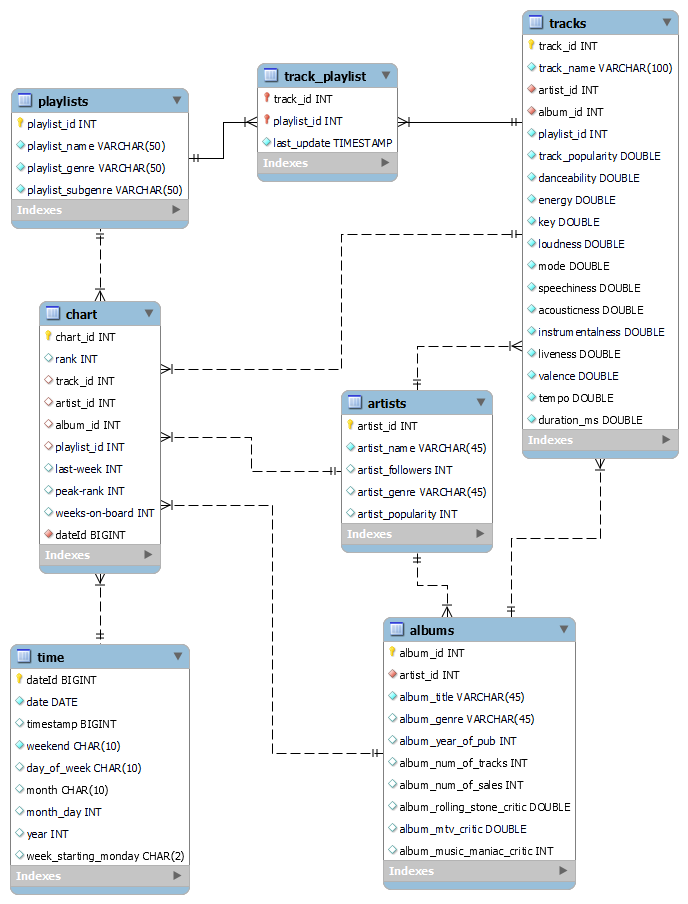 playlists
playlist_id INT
playlist_name VARCHAR(50)
playlist_genre VARCHAR(50)
playlist_subgenre VARCHAR(50)
Indexes
track_playlist
track_id INT
playlist_id INT
last_update TIMESTAMP
Indexes
tracks
track_id INT
track_name VARCHAR(100)
artist_id INT
album_id INT
playlist_id INT
track_popularity DOUBLE
danceability DOUBLE
energy DOUBLE
key DOUBLE
loudness DOUBLE
mode DOUBLE
speechiness DOUBLE
acousticness DOUBLE
instrumentalness DOUBLE
liveness DOUBLE
valence DOUBLE
tempo DOUBLE
duration_ms DOUBLE
Indexes
chart
chart_id INT
rank INT
track_id INT
artist_id INT
album_id INT
playlist_id INT
last-week INT
peak-rank INT
weeks-on-board INT
dateId BIGINT
Indexes
artists
artist_id INT
artist_name VARCHAR(45)
artist_followers INT
artist_genre VARCHAR(45)
artist_popularity INT
Indexes
time
dateId BIGINT
date DATE
timestamp BIGINT
weekend CHAR(10)
day_of_week CHAR(10)
month CHAR(10)
month_day INT
year INT
week_starting_monday CHAR(2)
Indexes
albums
album_id INT
artist_id INT
album_title VARCHAR(45)
album_genre VARCHAR(45)
album_year_of_pub INT
album_num_of_tracks INT
album_num_of_sales INT
album_rolling_stone_critic DOUBLE
album_mtv_critic DOUBLE
album_music_maniac_critic INT
Indexes